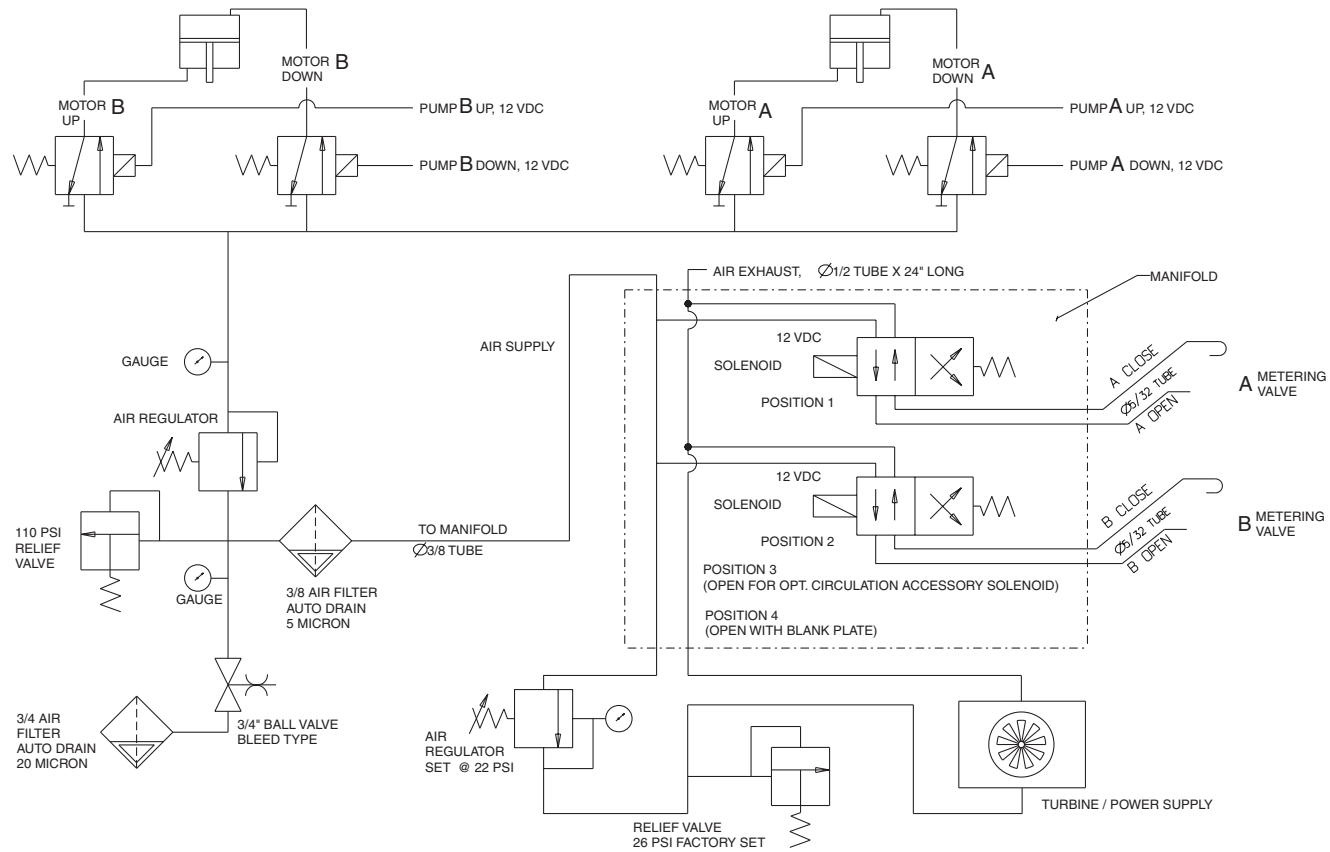 MOTOR B
DOWN
MOTOR B
UP
PUMP B UP, 12 VDC
PUMP B DOWN, 12 VDC
MOTOR A
DOWN
MOTOR A
UP
PUMP A UP, 12 VDC
PUMP A DOWN, 12 VDC
AIR EXHAUST, Ø1/2 TUBE X 24" LONG
MANIFOLD
GAUGE
AIR SUPPLY
12 VDC
SOLENOID
POSITION 1
A CLOSE
Ø5/32 TUBE
A OPEN
A METERING
VALVE
AIR REGULATOR
12 VDC
SOLENOID
POSITION 2
B CLOSE
Ø5/32 TUBE
B OPEN
B METERING
VALVE
110 PSI
RELIEF
VALVE
TO MANIFOLD
Ø3/8 TUBE
GAUGE
3/8 AIR FILTER
AUTO DRAIN
5 MICRON
POSITION 3
(OPEN FOR OPT. CIRCULATION ACCESSORY SOLENOID)
POSITION 4
(OPEN WITH BLANK PLATE)
3/4 AIR
FILTER
AUTO DRAIN
20 MICRON
3/4" BALL VALVE
BLEED TYPE
AIR
REGULATOR
SET @ 22 PSI
RELIEF VALVE
26 PSI FACTORY SET
TURBINE / POWER SUPPLY